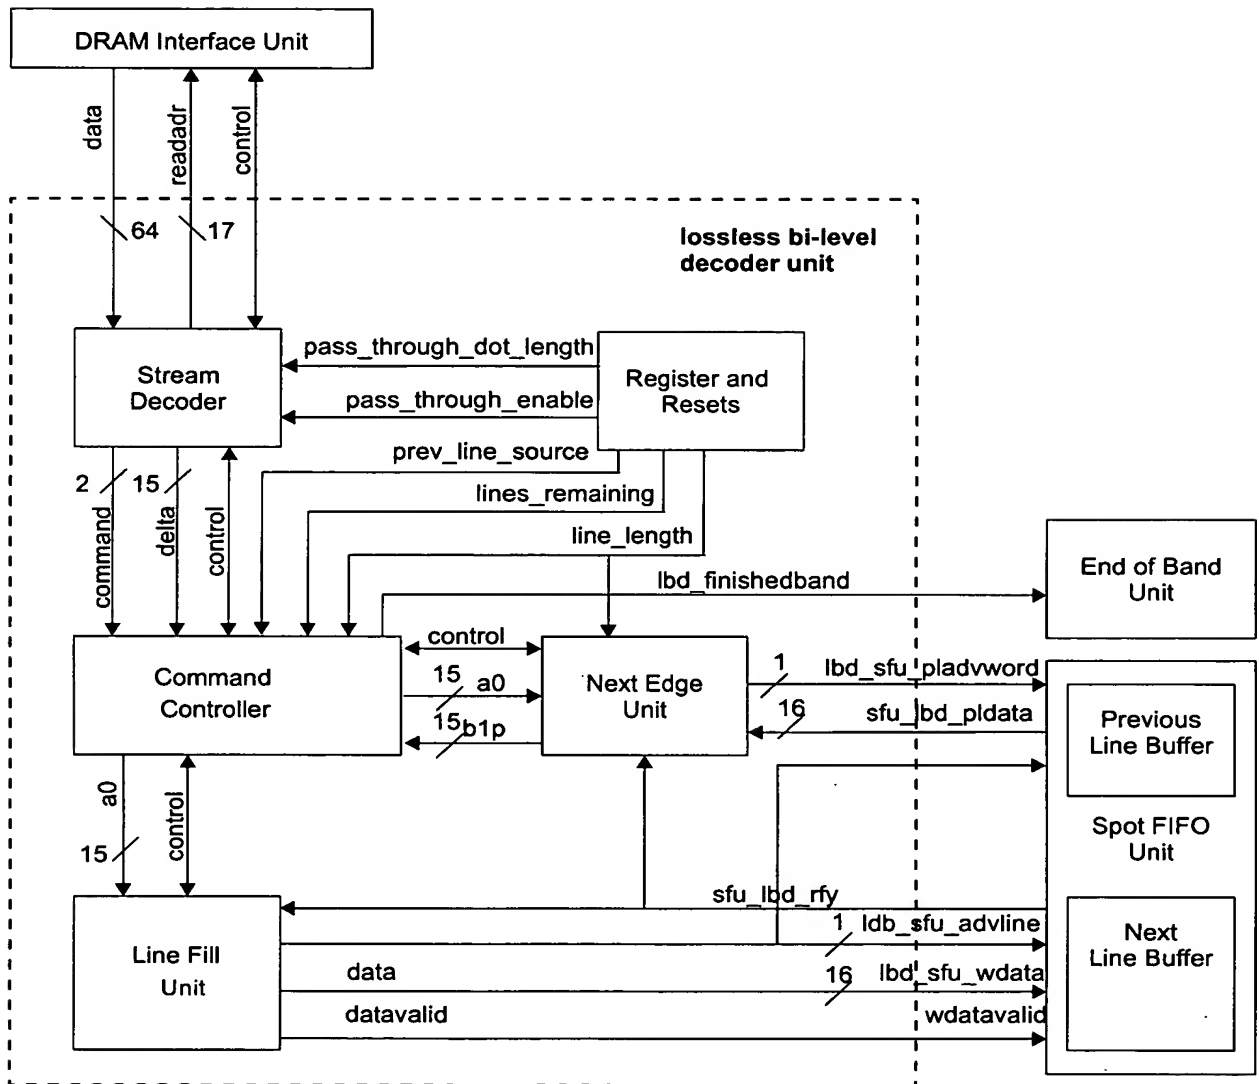 DRAM Interface Unit
data
readadr
control
64
17
lossless bi-level
decoder unit
Stream
Decoder
pass_through_dot_length
pass_through_enable
Register and
Resets
prev_line_source
lines_remaining
line_length
2
15
command
delta
control
lbd_finishedband
End of Band
Unit
Command
Controller
control
15
a0
15
b1p
Next Edge
Unit
1
lbd_sfu_pladvword
16
sfu_lbd_pldata
Previous
Line Buffer
Spot FIFO
Unit
a0
15
control
sfu_lbd_rfy
1
ldb_sfu_advline
Line Fill
Unit
data
16
lbd_sfu_wdata
datavalid
wdatavalid
Next
Line Buffer